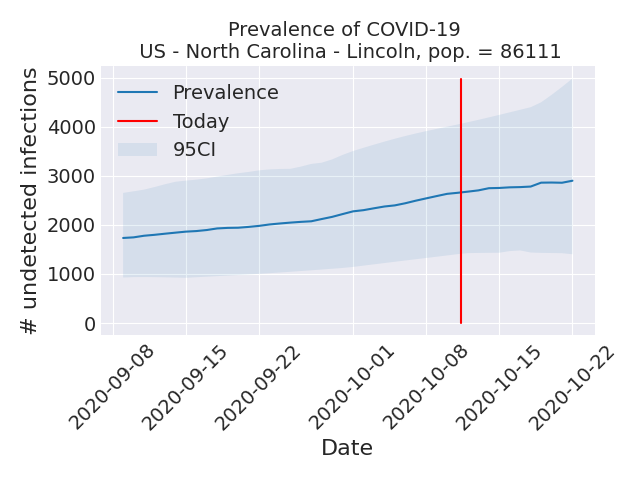 Prevalence of COVID-19
US - North Carolina - Lincoln, pop. = 86111
# undetected infections
5000
4000
3000
2000
1000
0
Prevalence
Today
95CI
2020-09-08
2020-09-15
2020-09-22
2020-10-01
2020-10-08
2020-10-15
2020-10-22
Date